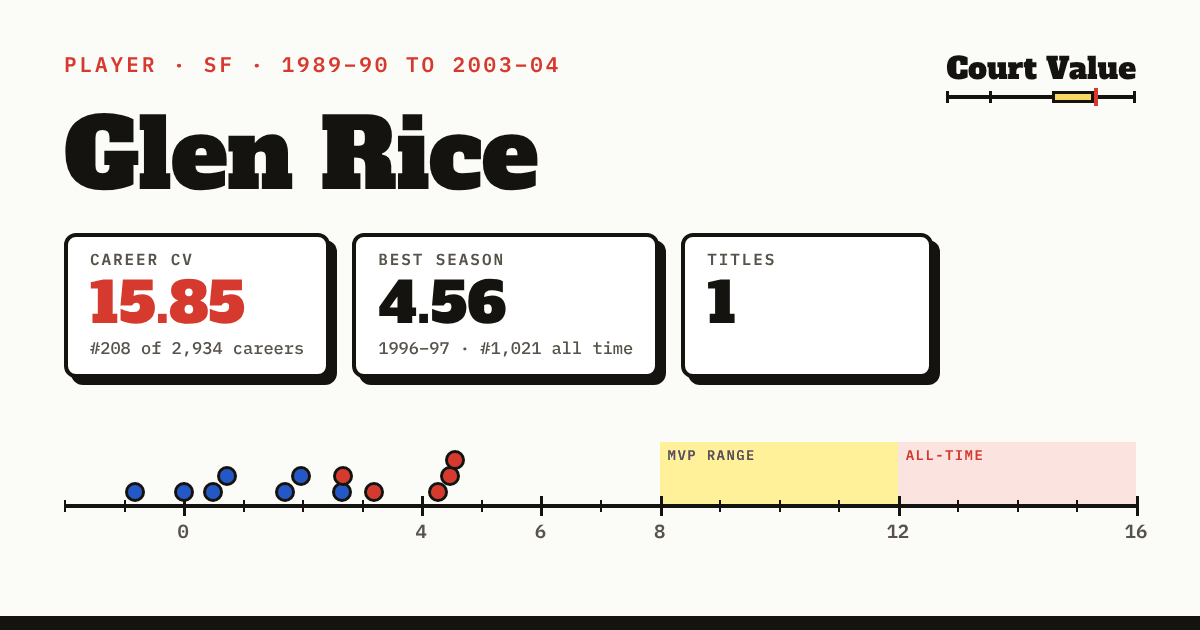 PLAYER · SF · 1989–90 TO 2003–04
Court Value
Glen Rice
CAREER CV
15.85
#208 of 2,934 careers
BEST SEASON
4.56
1996–97 · #1,021 all time
TITLES
1
MVP RANGE
ALL-TIME
0 4 6 8 12 16